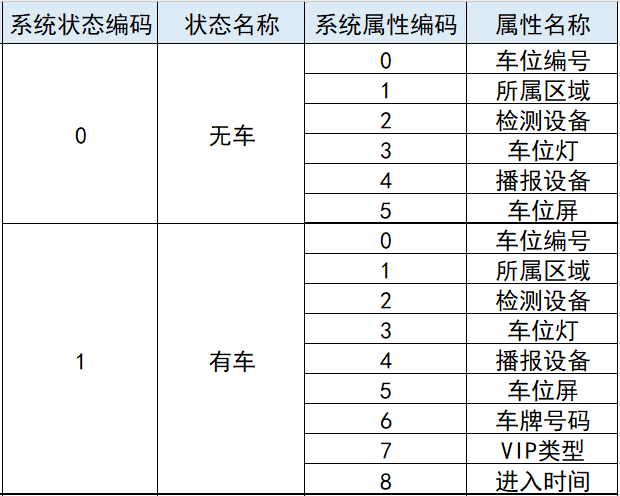 系统状态编码 状态名称 系统属性编码 属性名称
0 无车 0 车位编号
1 所属区域
2 检测设备
3 车位灯
4 播报设备
5 车位屏
1 有车 0 车位编号
1 所属区域
2 检测设备
3 车位灯
4 播报设备
5 车位屏
6 车牌号码
7 VIP类型
8 进入时间